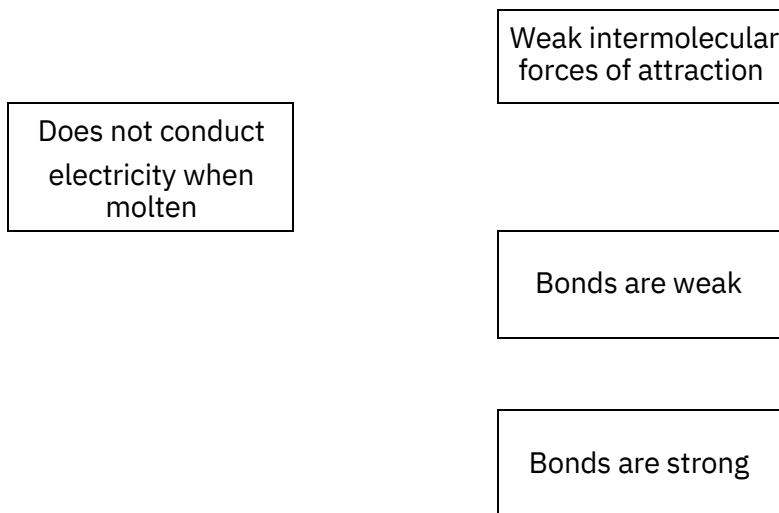 Weak intermolecular
forces of attraction
Does not conduct
electricity when
molten
Bonds are weak
Bonds are strong